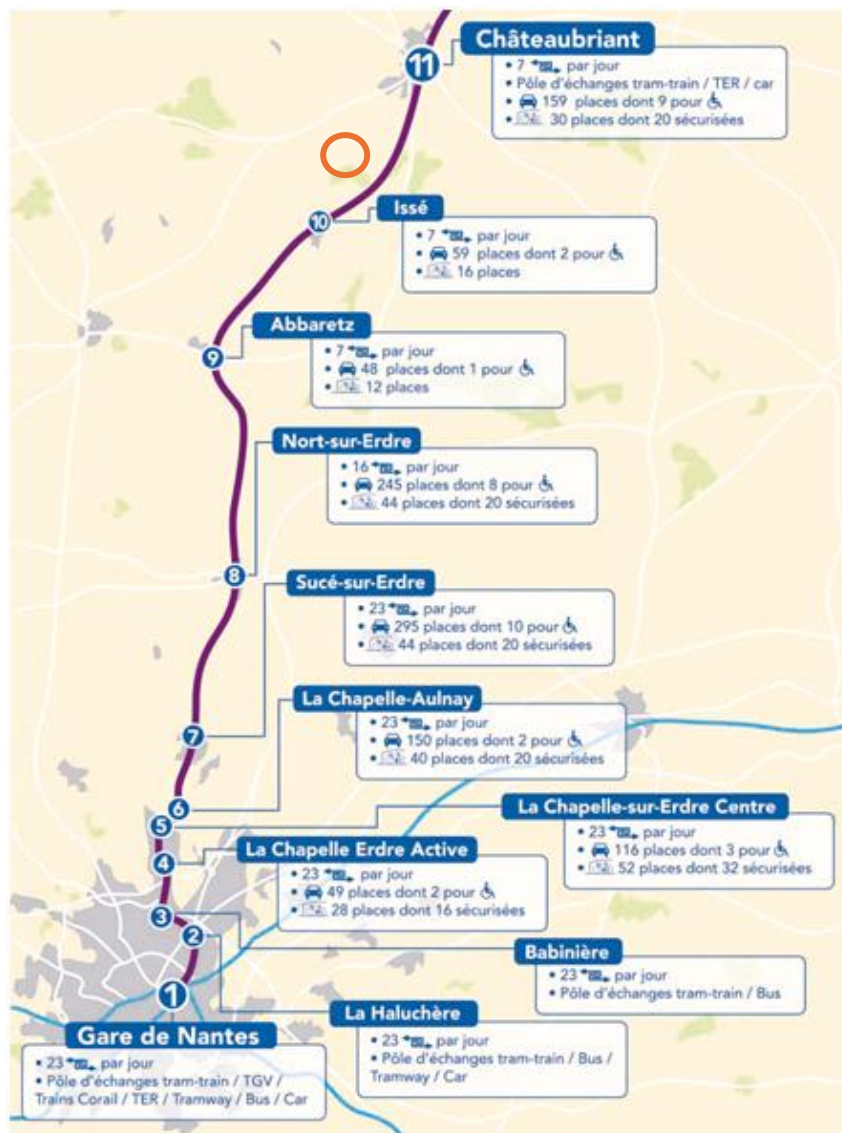 11
Châteaubriant
• 7 par jour
• Pôle d'échanges tram-train / TER / car
• 159 places dont 9 pour
• 30 places dont 20 sécurisées
10
Issé
• 7 par jour
• 59 places dont 2 pour
• 16 places
9
Abbaretz
• 7 par jour
• 48 places dont 1 pour
• 12 places
8
Nort-sur-Erdre
• 16 par jour
• 245 places dont 8 pour
• 44 places dont 20 sécurisées
7
Sucé-sur-Erdre
• 23 par jour
• 295 places dont 10 pour
• 44 places dont 20 sécurisées
6
La Chapelle-Aulnay
• 23 par jour
• 150 places dont 2 pour
• 40 places dont 20 sécurisées
5
La Chapelle-sur-Erdre Centre
• 23 par jour
• 116 places dont 3 pour
• 52 places dont 32 sécurisées
4
La Chapelle Erdre Active
• 23 par jour
• 49 places dont 2 pour
• 28 places dont 16 sécurisées
3
Babinière
• 23 par jour
• Pôle d'échanges tram-train / Bus
2
La Haluchère
• 23 par jour
• Pôle d'échanges tram-train / Bus /
Tramway / Car
1
Gare de Nantes
• 23 par jour
• Pôle d'échanges tram-train / TGV /
Trains Corail / TER / Tramway / Bus / Car